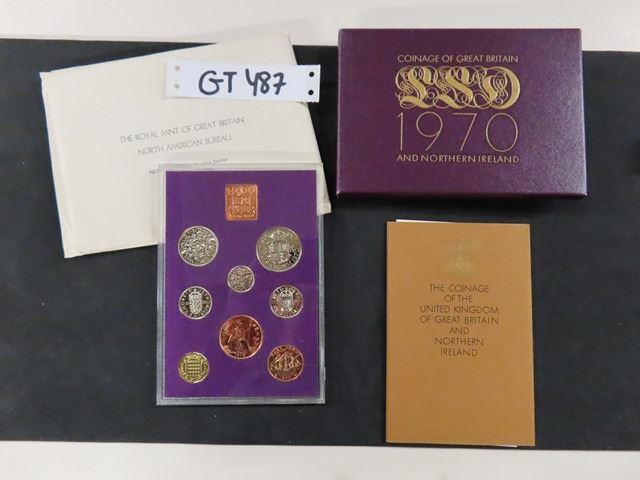 GT 487
THE ROYAL MINT OF GREAT BRITAIN
NORTH AMERICAN BUREAU
COINAGE OF GREAT BRITAIN
LSD
1970
AND NORTHERN IRELAND
THE COINAGE
OF THE
UNITED KINGDOM
OF GREAT BRITAIN
AND
NORTHERN
IRELAND